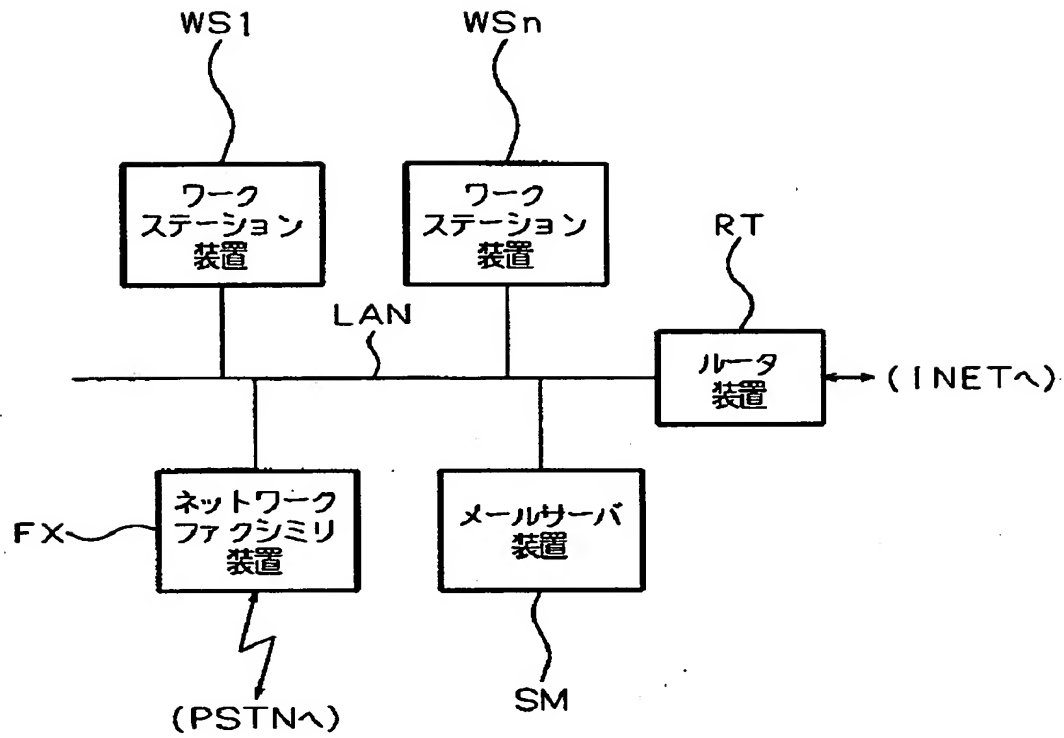 WS1
WSn
ワーク
ステーション
装置
ワーク
ステーション
装置
RT
LAN
ルータ
装置
(INETへ)
FX
ネットワーク
ファクシミリ
装置
メールサーバ
装置
SM
(PSTNへ)